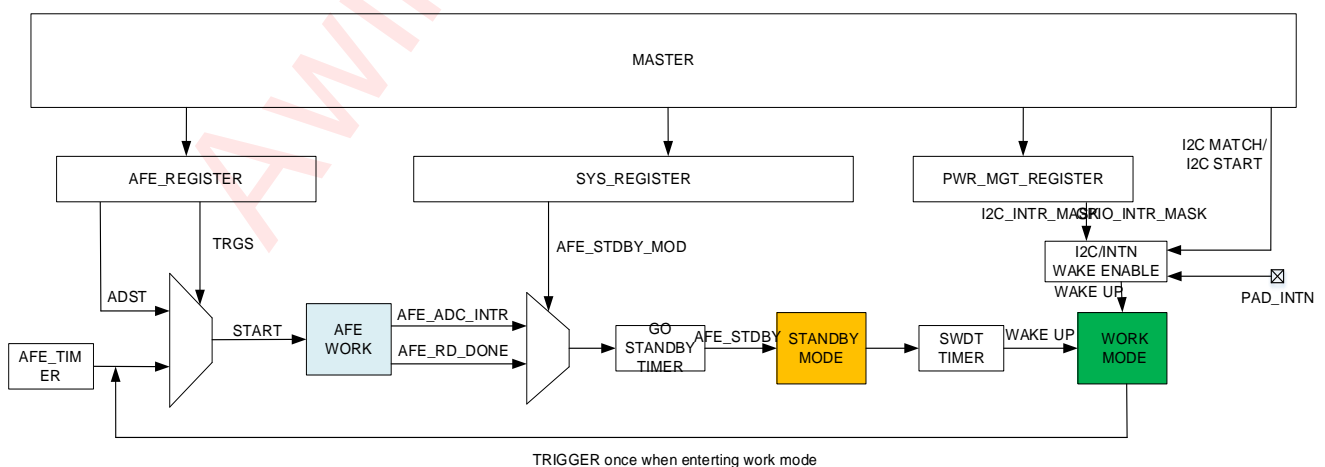 MASTER
I2C MATCH/
I2C START
AFE_REGISTER
SYS_REGISTER
PWR_MGT_REGISTER
I2C_INTR_MASK
GPIO_INTR_MASK
TRGS
AFE_STDBY_MOD
I2C/INTN
WAKE ENABLE
ADST
WAKE UP
PAD_INTN
START
AFE
WORK
AFE_ADC_INTR
AFE_RD_DONE
GO
STANDBY
TIMER
AFE_STDBY
STANDBY
MODE
SWDT
TIMER
WAKE UP
WORK
MODE
AFE_TIM
ER
TRIGGER once when enterting work mode
Awi